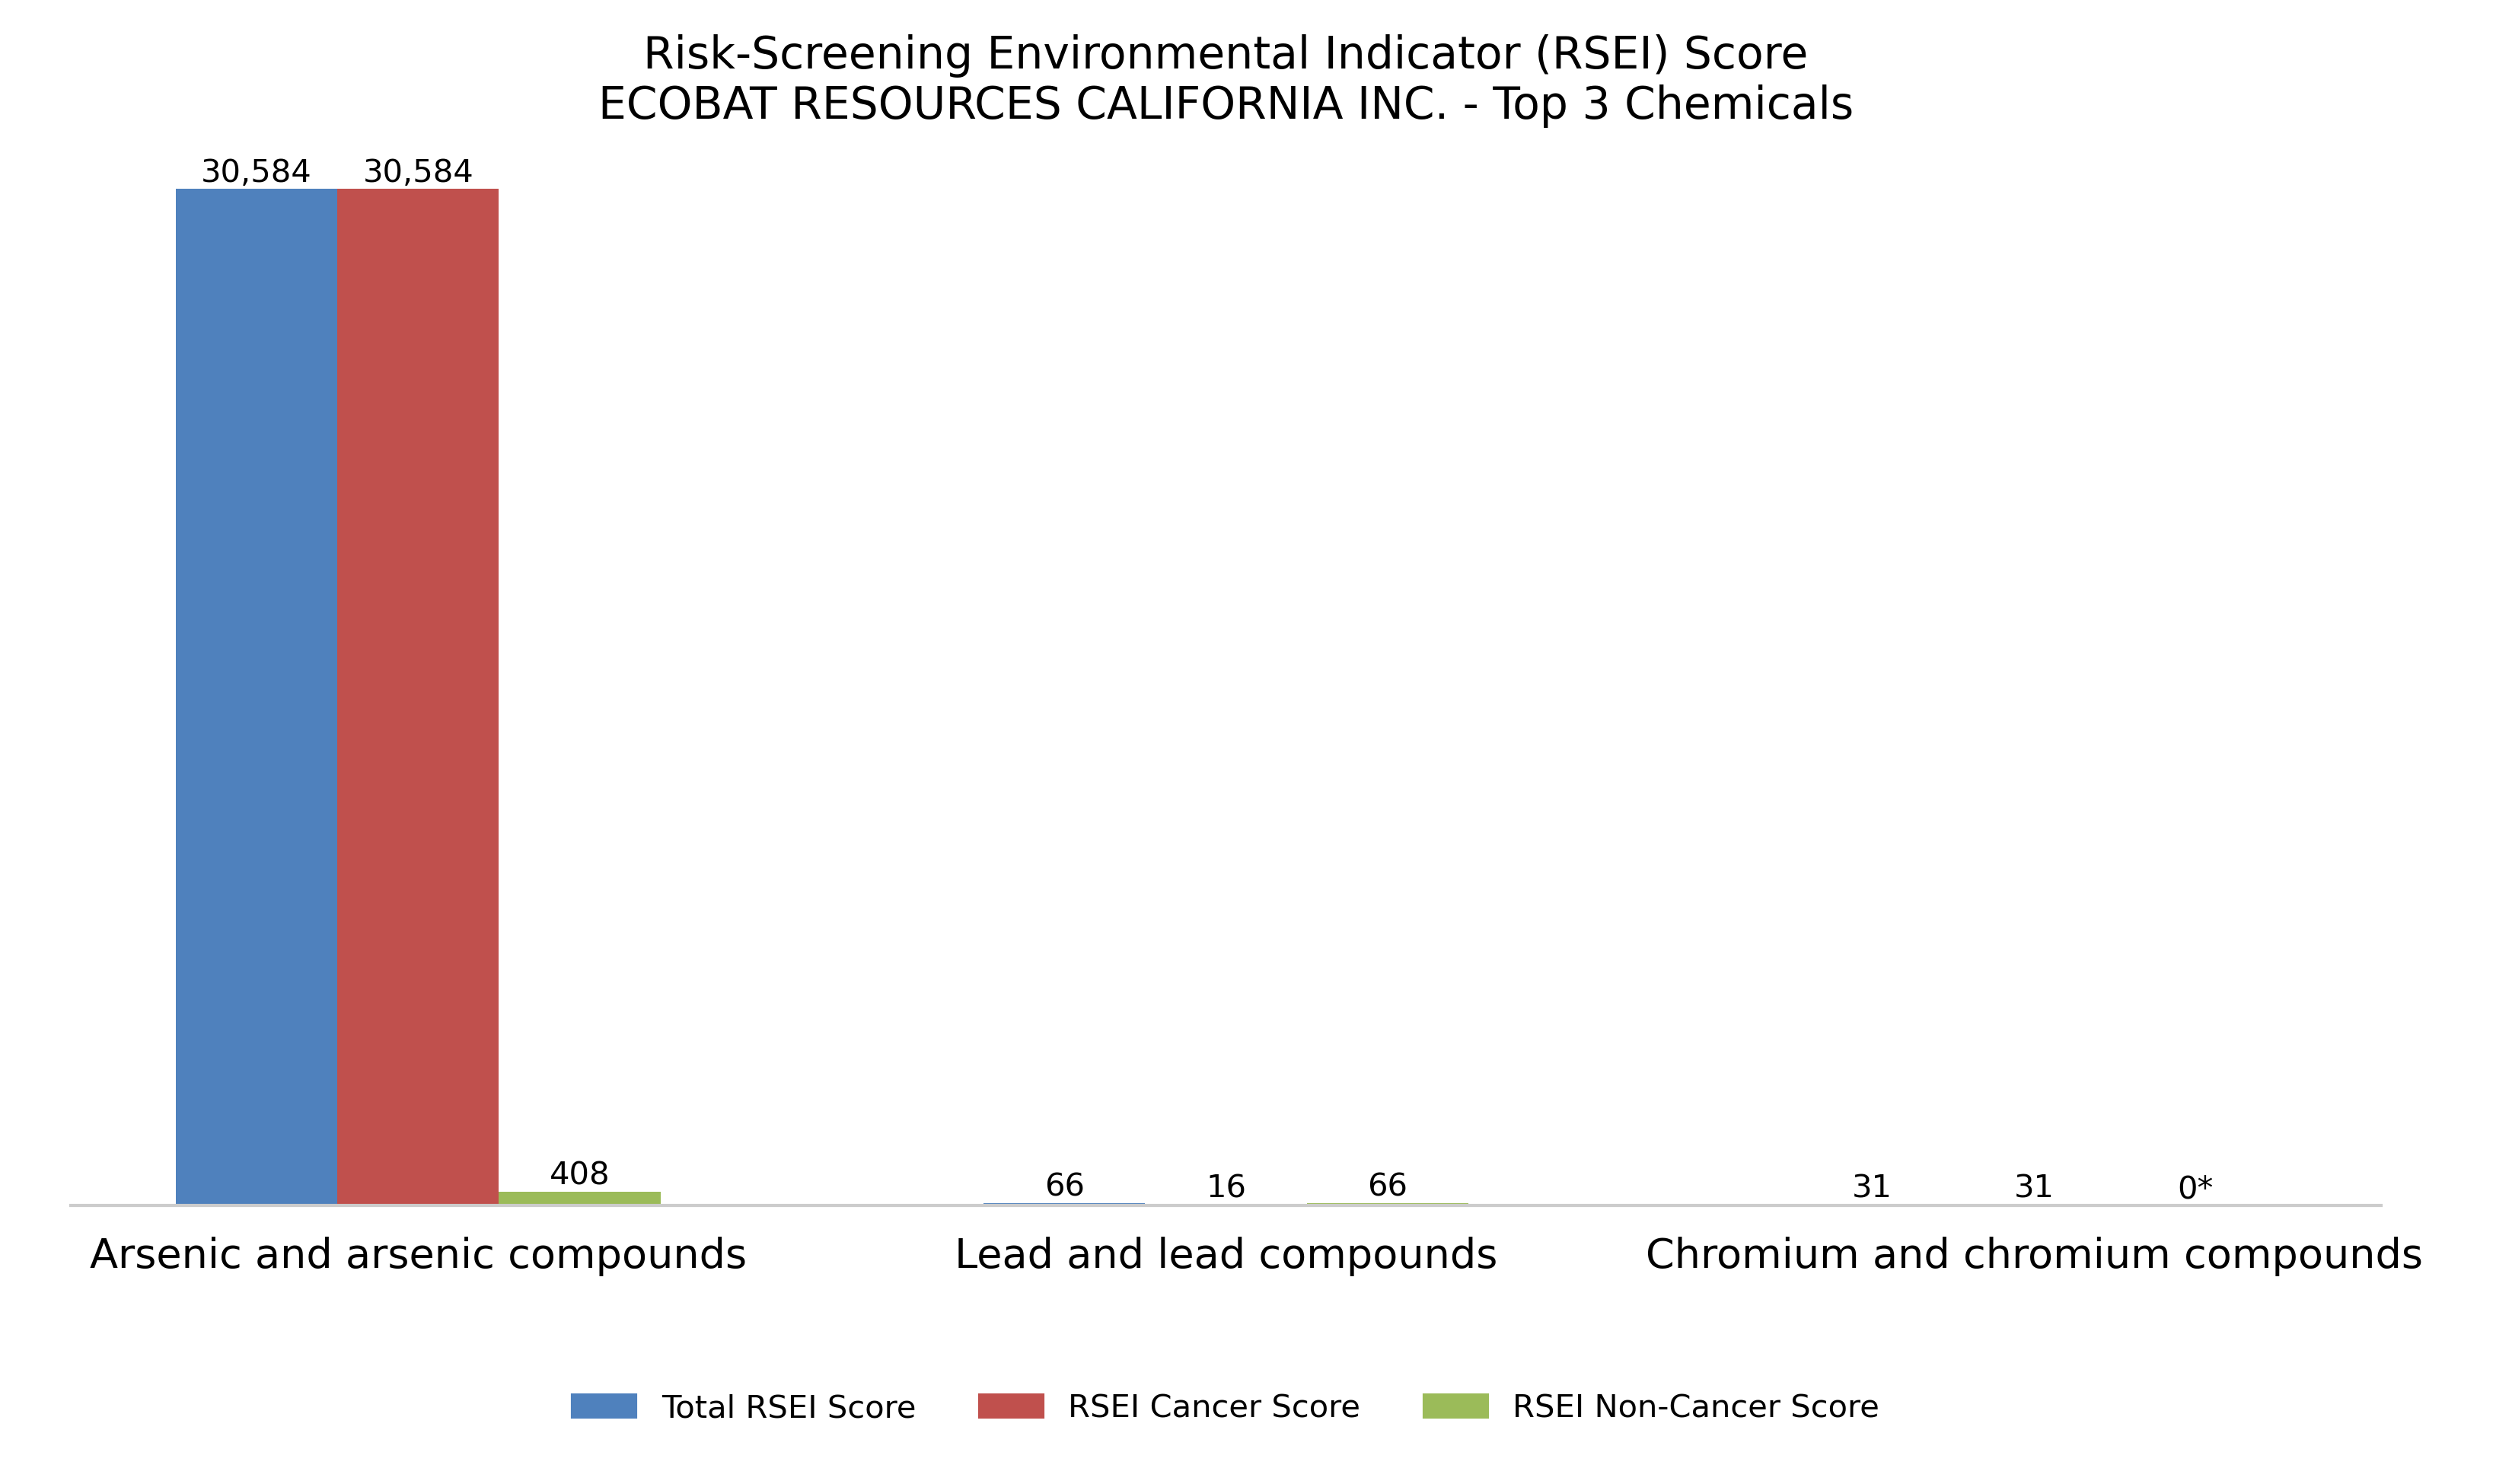 Risk-Screening Environmental Indicator (RSEI) Score
ECOBAT RESOURCES CALIFORNIA INC. - Top 3 Chemicals
30,584 30,584
408 66 16 66 31 31 0*
Arsenic and arsenic compounds Lead and lead compounds Chromium and chromium compounds
Total RSEI Score RSEI Cancer Score RSEI Non-Cancer Score